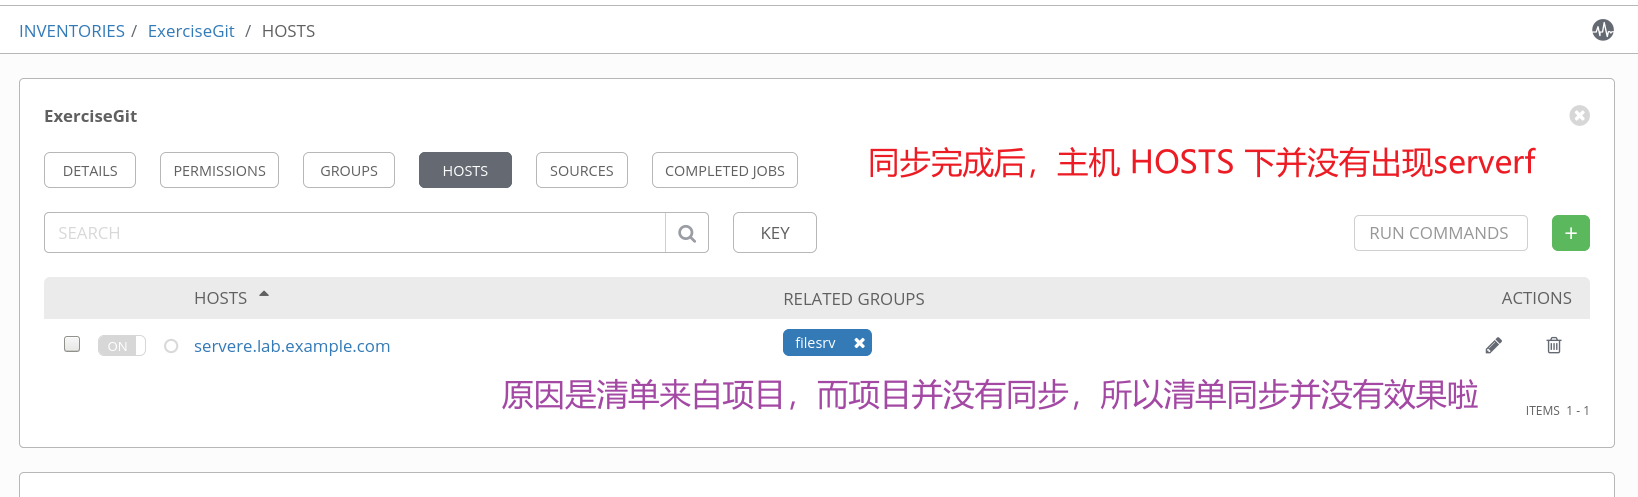 INVENTORIES / ExerciseGit / HOSTS
ExerciseGit
DETAILS PERMISSIONS GROUPS HOSTS SOURCES COMPLETED JOBS
同步完成后，主机 HOSTS 下并没有出现serverf
SEARCH KEY RUN COMMANDS +
HOSTS RELATED GROUPS ACTIONS
ON servere.lab.example.com filesrv
原因是清单来自项目，而项目并没有同步，所以清单同步并没有效果啦
ITEMS 1 - 1